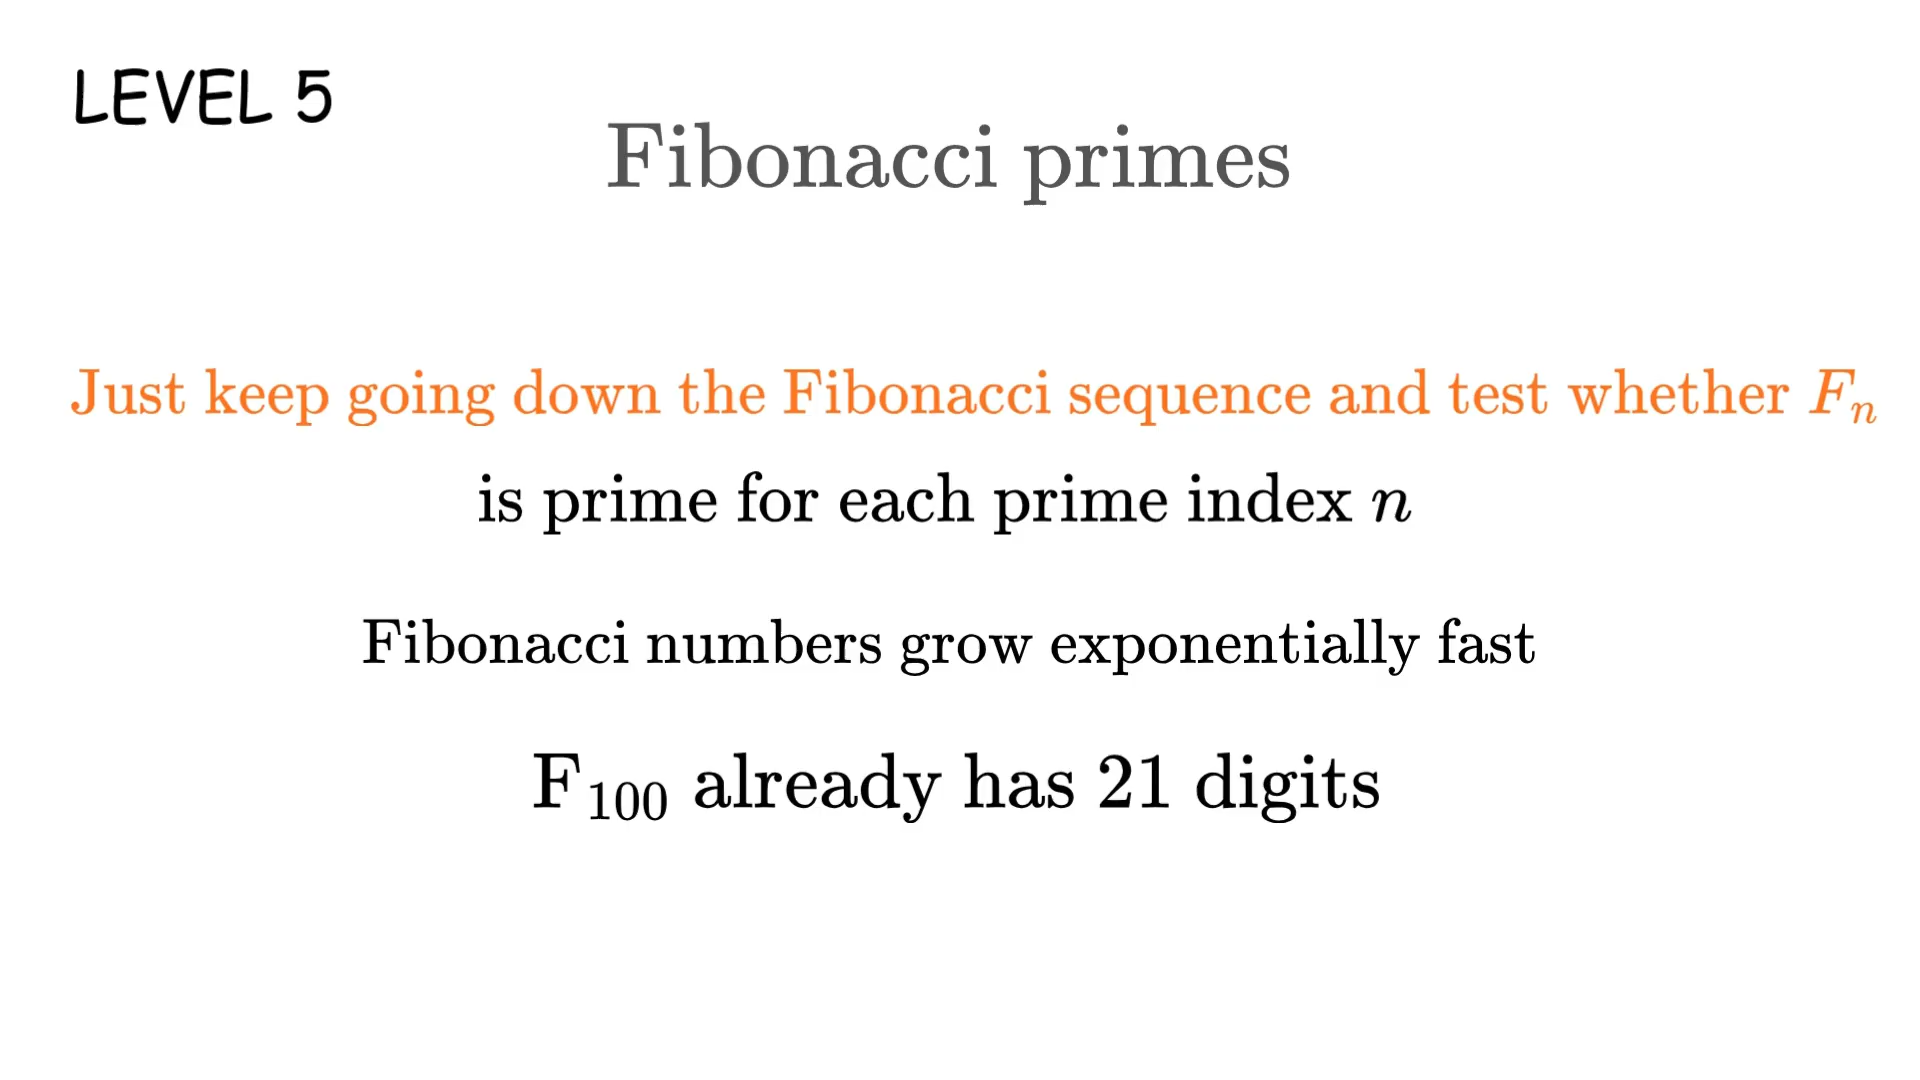 LEVEL 5
Fibonacci primes
Just keep going down the Fibonacci sequence and test whether Fₙ
is prime for each prime index n
Fibonacci numbers grow exponentially fast
F₁₀₀ already has 21 digits